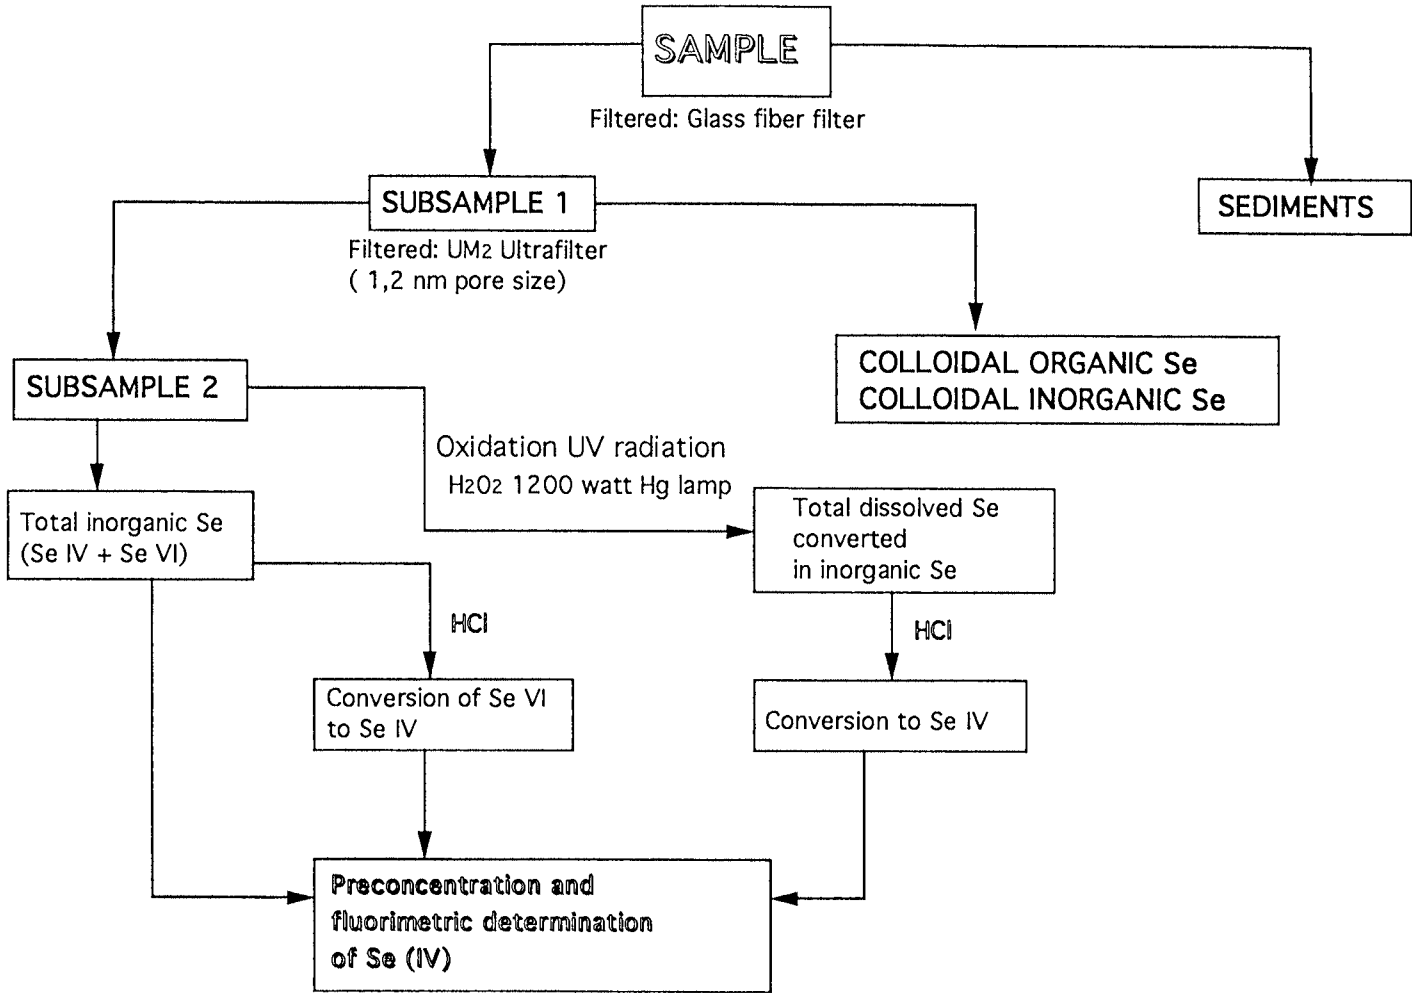 SAMPLE
Filtered: Glass fiber filter
SUBSAMPLE 1
SEDIMENTS
Filtered: UM2 Ultrafilter
( 1,2 nm pore size)
COLLOIDAL ORGANIC Se
COLLOIDAL INORGANIC Se
SUBSAMPLE 2
Oxidation UV radiation
H2O2 1200 watt Hg lamp
Total inorganic Se
(Se IV + Se VI)
Total dissolved Se
converted
in inorganic Se
HCl
HCl
Conversion of Se VI
to Se IV
Conversion to Se IV
Preconcentration and
fluorimetric determination
of Se (IV)